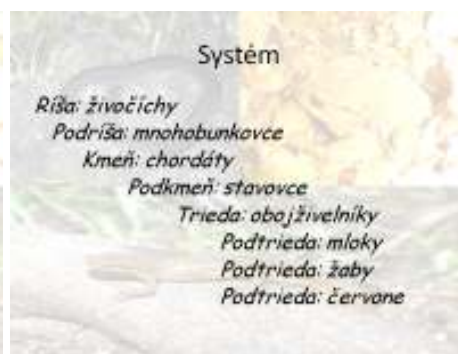 Systém
Ríša: živočíchy
Podríša: mnohobunkovce
Kmeň: chordáty
Podkmeň: stavovce
Trieda: obojživelníky
Podtrieda: mloky
Podtrieda: žaby
Podtrieda: červone